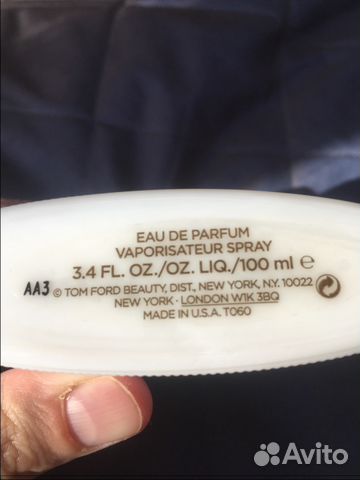 EAU DE PARFUM
VAPORISATEUR SPRAY
3.4 FL. OZ./OZ. LIQ./100 ml ℮
AA3 © TOM FORD BEAUTY, DIST., NEW YORK, N.Y. 10022
NEW YORK · LONDON W1K 3BQ
MADE IN U.S.A. T060
Avito